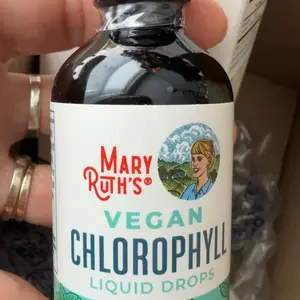 MARY
RUTH'S®
VEGAN
CHLOROPHYLL
LIQUID DROPS